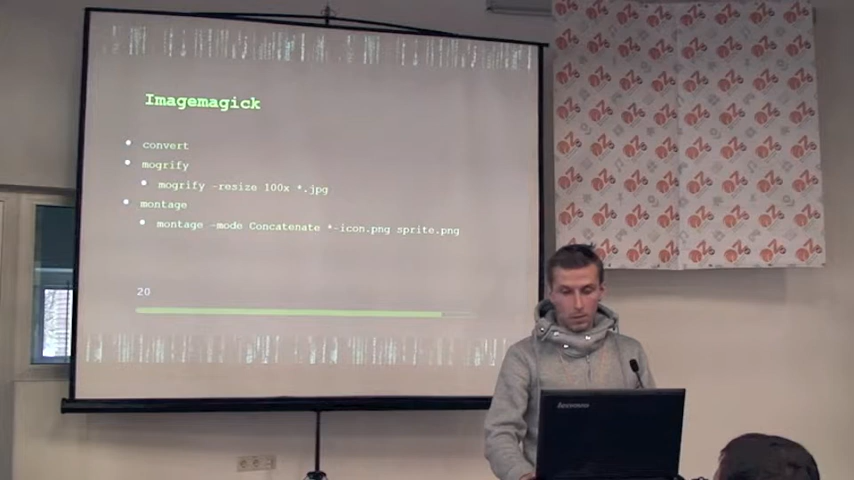 Imagemagick
convert
mogrify
mogrify -resize 100x *.jpg
montage
montage -mode Concatenate *-icon.png sprite.png
20
lenovo